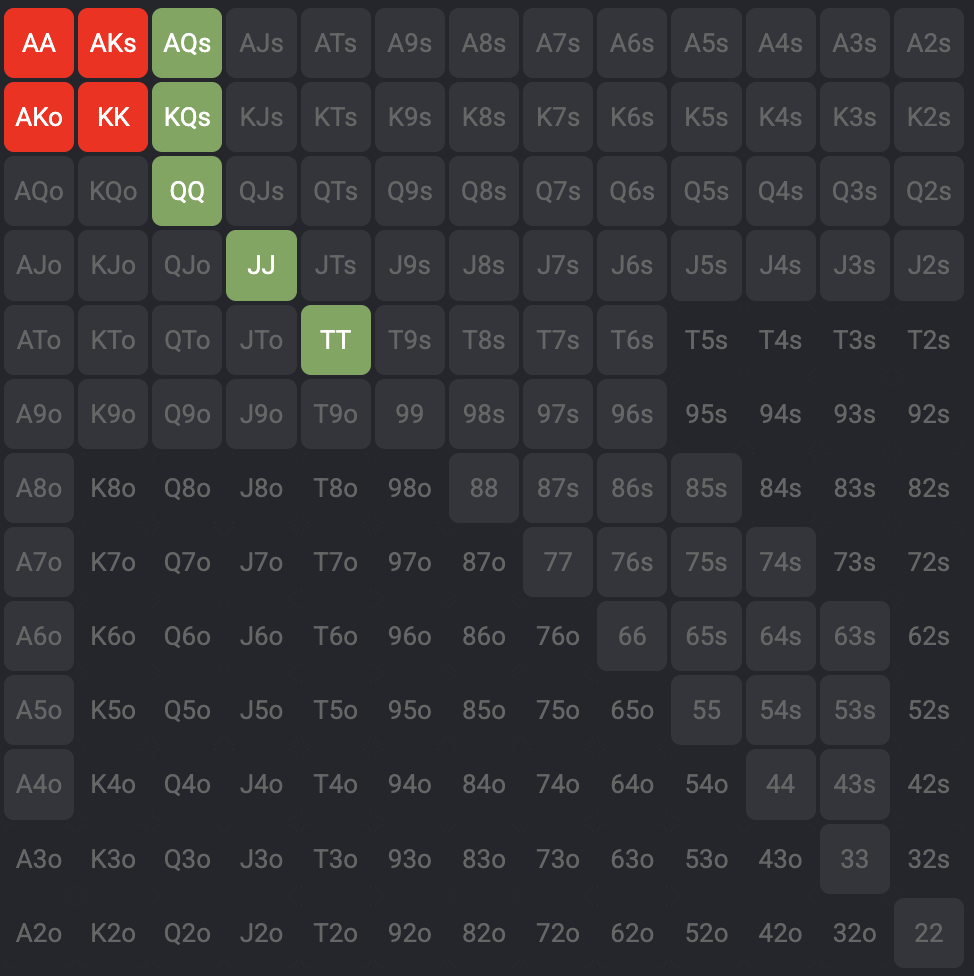 AA AKs AQs AJs ATs A9s A8s A7s A6s A5s A4s A3s A2s
AKo KK KQs KJs KTs K9s K8s K7s K6s K5s K4s K3s K2s
AQo KQo QQ QJs QTs Q9s Q8s Q7s Q6s Q5s Q4s Q3s Q2s
AJo KJo QJo JJ JTs J9s J8s J7s J6s J5s J4s J3s J2s
ATo KTo QTo JTo TT T9s T8s T7s T6s T5s T4s T3s T2s
A9o K9o Q9o J9o T9o 99 98s 97s 96s 95s 94s 93s 92s
A8o K8o Q8o J8o T8o 98o 88 87s 86s 85s 84s 83s 82s
A7o K7o Q7o J7o T7o 97o 87o 77 76s 75s 74s 73s 72s
A6o K6o Q6o J6o T6o 96o 86o 76o 66 65s 64s 63s 62s
A5o K5o Q5o J5o T5o 95o 85o 75o 65o 55 54s 53s 52s
A4o K4o Q4o J4o T4o 94o 84o 74o 64o 54o 44 43s 42s
A3o K3o Q3o J3o T3o 93o 83o 73o 63o 53o 43o 33 32s
A2o K2o Q2o J2o T2o 92o 82o 72o 62o 52o 42o 32o 22